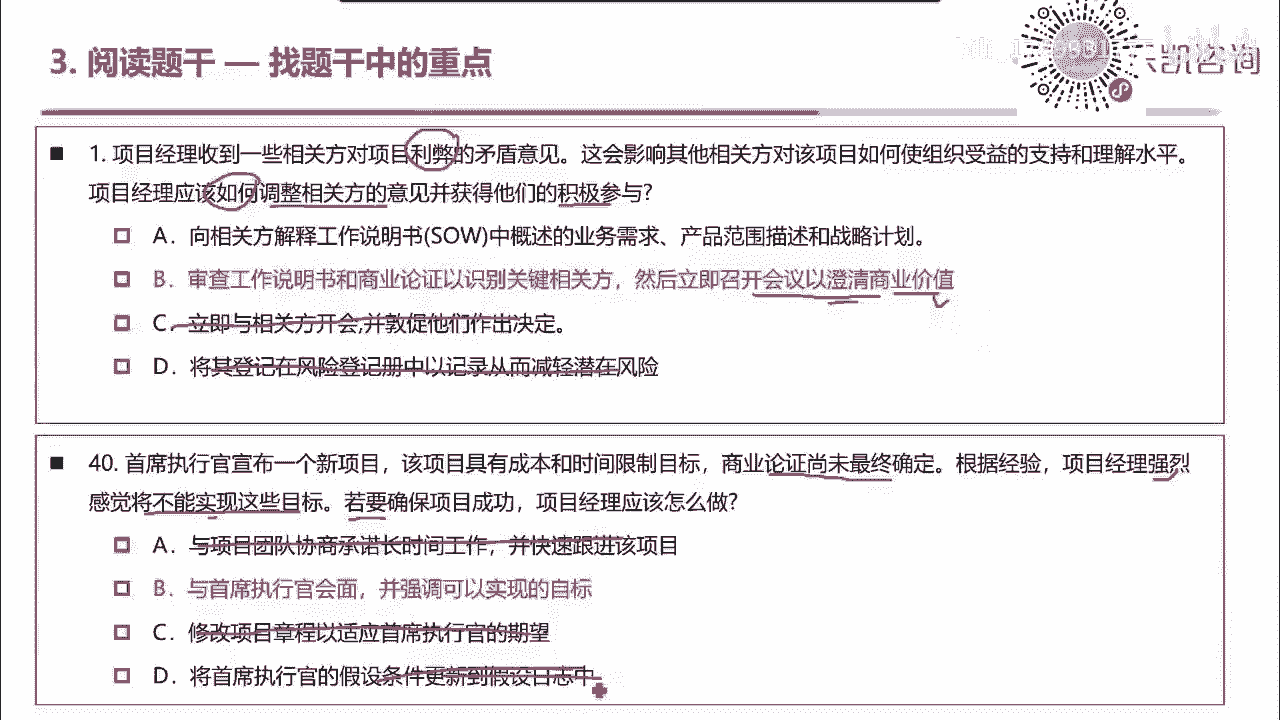 3. 阅读题干 — 找题干中的重点
凯咨询
1. 项目经理收到一些相关方对项目利弊的矛盾意见。这会影响其他相关方对该项目如何使组织受益的支持和理解水平。
项目经理应该如何调整相关方的意见并获得他们的积极参与?
A. 向相关方解释工作说明书(SOW)中概述的业务需求、产品范围描述和战略计划。
B. 审查工作说明书和商业论证以识别关键相关方，然后立即召开会议以澄清商业价值
C. 立即与相关方开会,并敦促他们作出决定。
D. 将其登记在风险登记册中以记录从而减轻潜在风险
40. 首席执行官宣布一个新项目，该项目具有成本和时间限制目标，商业论证尚未最终确定。根据经验，项目经理强烈
感觉将不能实现这些目标。若要确保项目成功，项目经理应该怎么做?
A. 与项目团队协商承诺长时间工作，并快速跟进该项目
B. 与首席执行官会面，并强调可以实现的目标
C. 修改项目章程以适应首席执行官的期望
D. 将首席执行官的假设条件更新到假设日志中